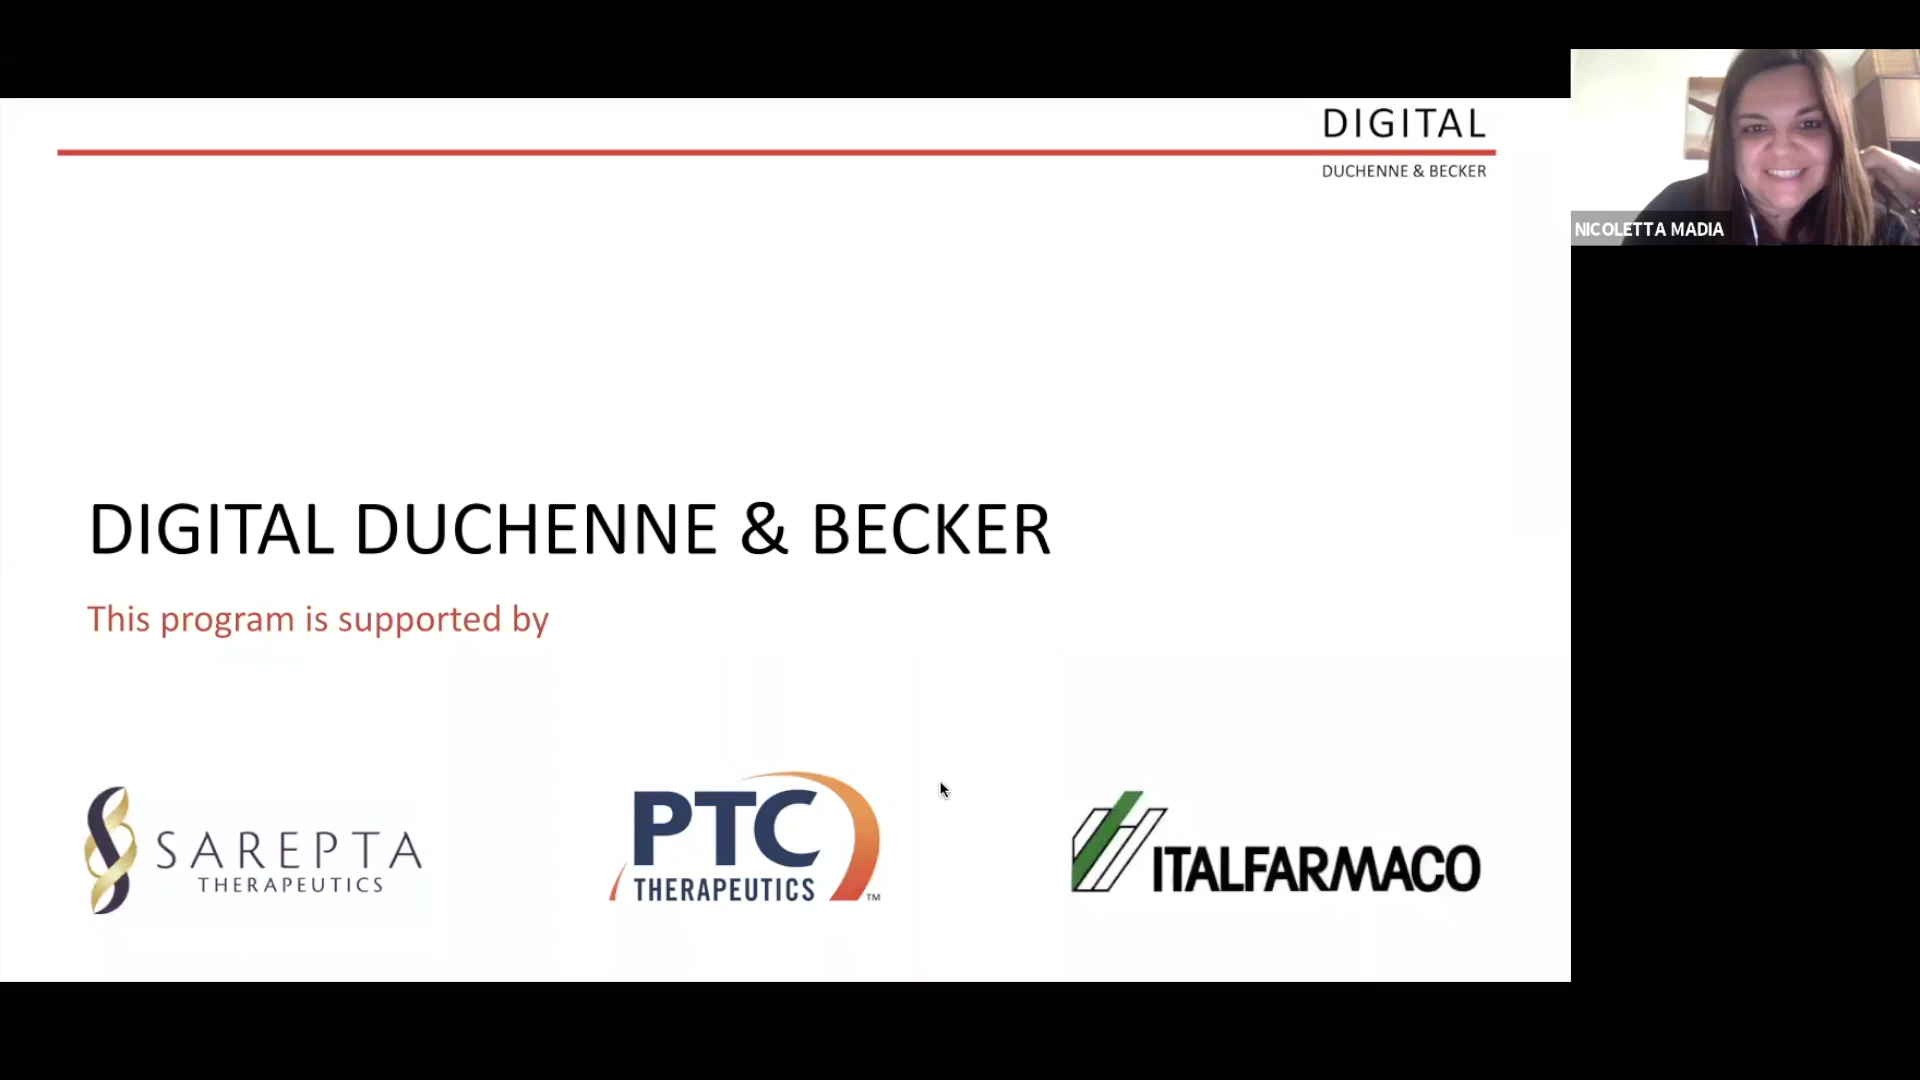 DIGITAL
DUCHENNE & BECKER
NICOLETTA MADIA
DIGITAL DUCHENNE & BECKER
This program is supported by
SAREPTA
THERAPEUTICS
PTC
THERAPEUTICS
TM
ITALFARMACO